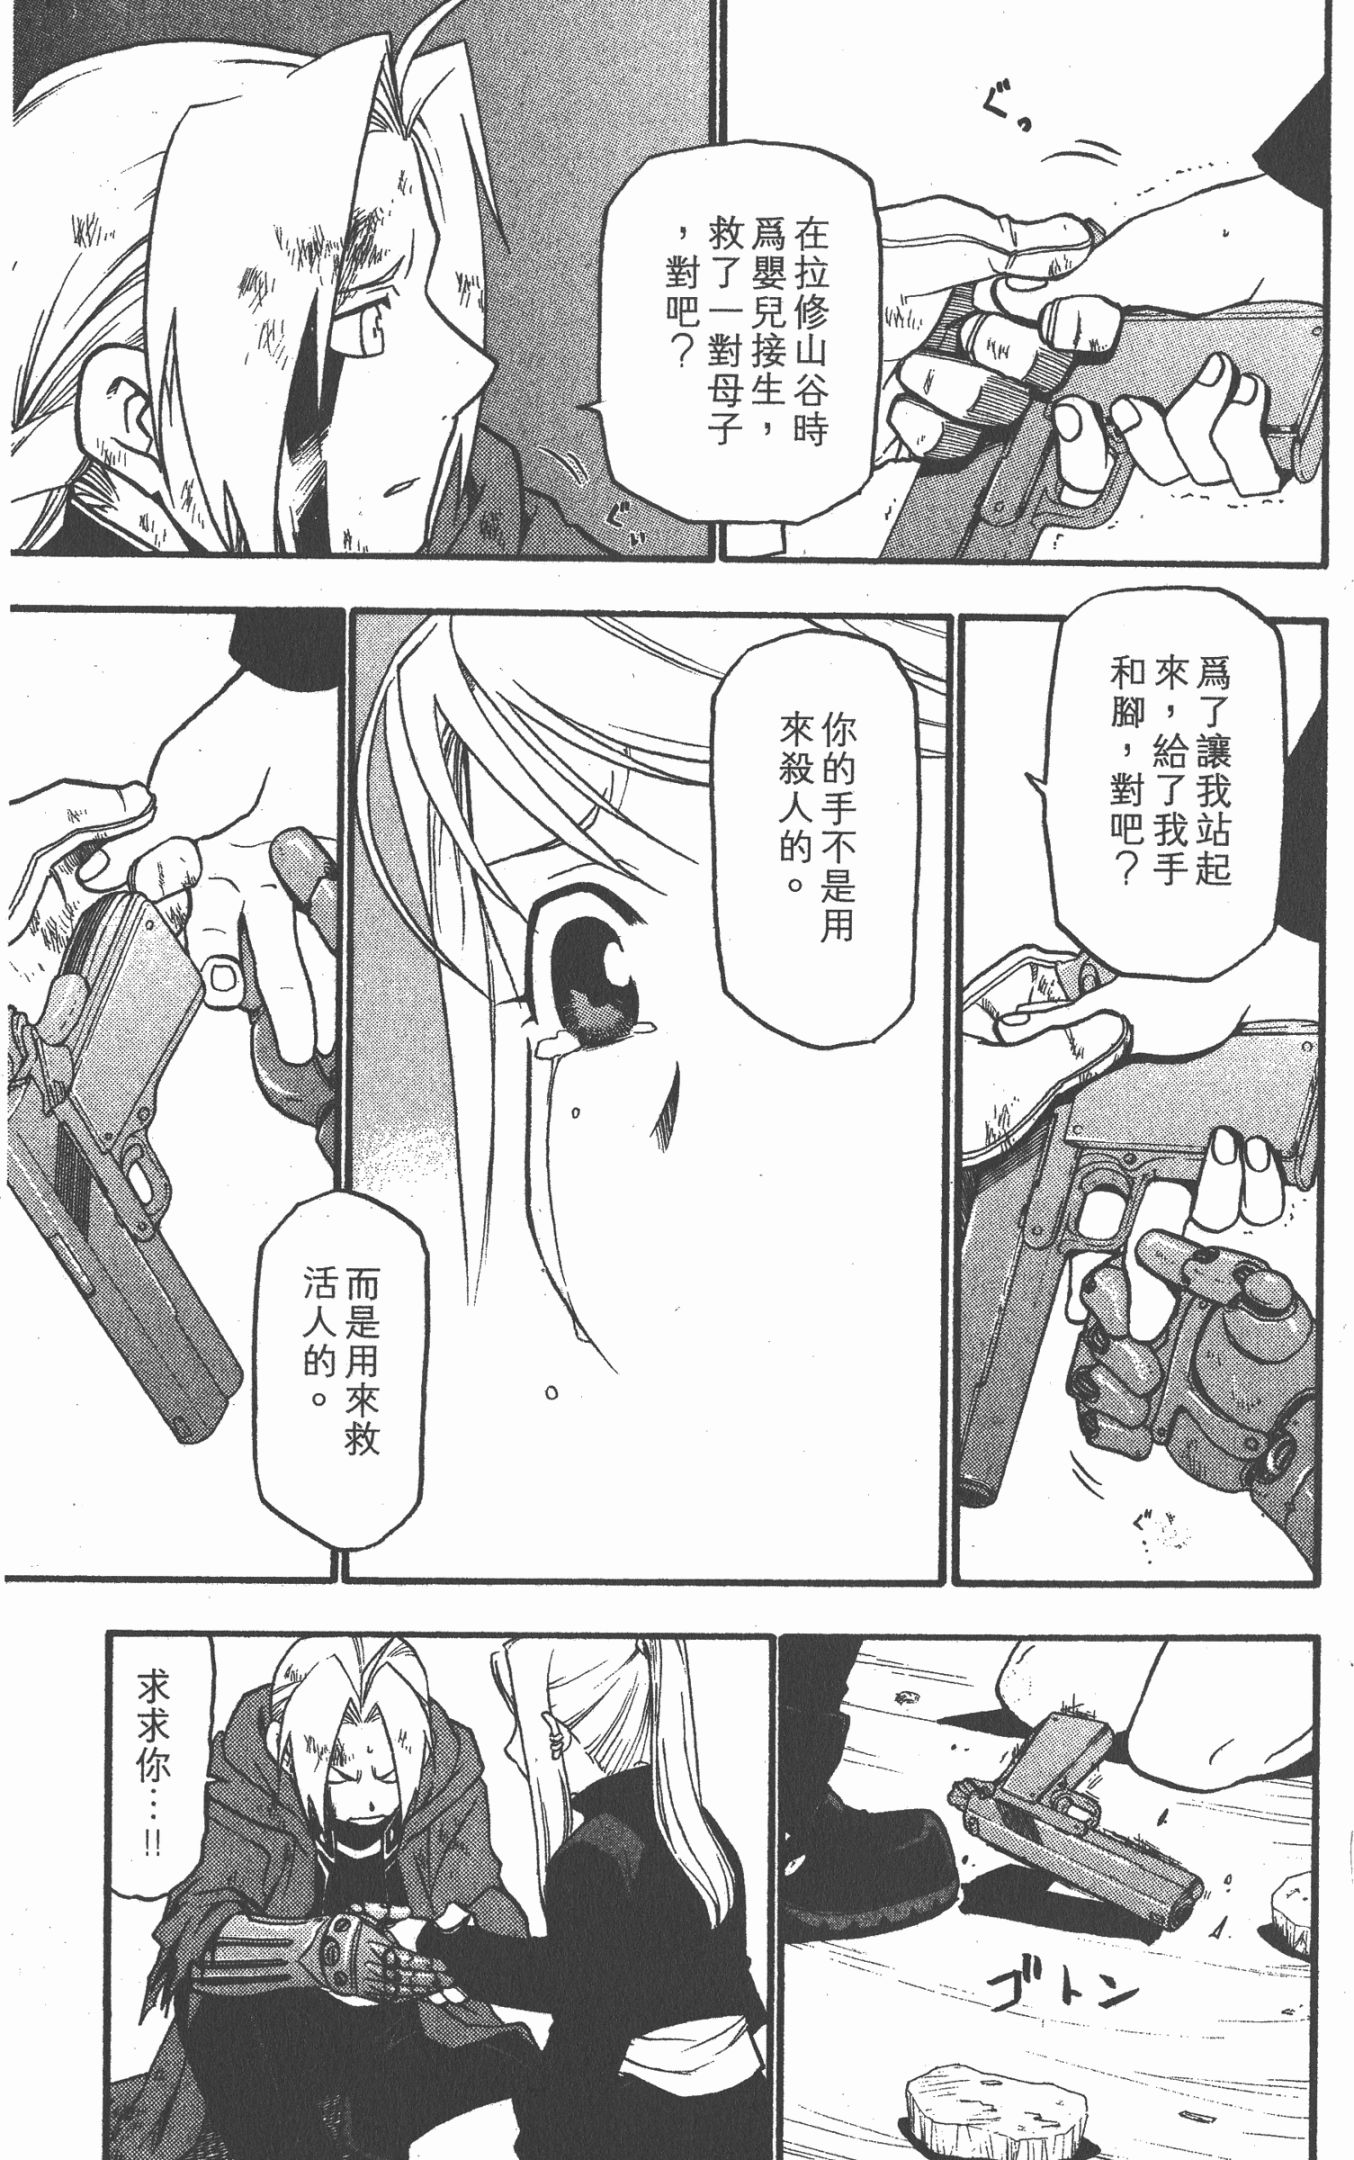 ぐっ
在拉修山谷時
爲嬰兒接生，
救了一對母子
，對吧？
ぐい
爲了讓我站起
來，給了我手
和腳，對吧？
ぐ…
你的手不是用
來殺人的。
而是用來救
活人的。
ゴトン
求求你…!!